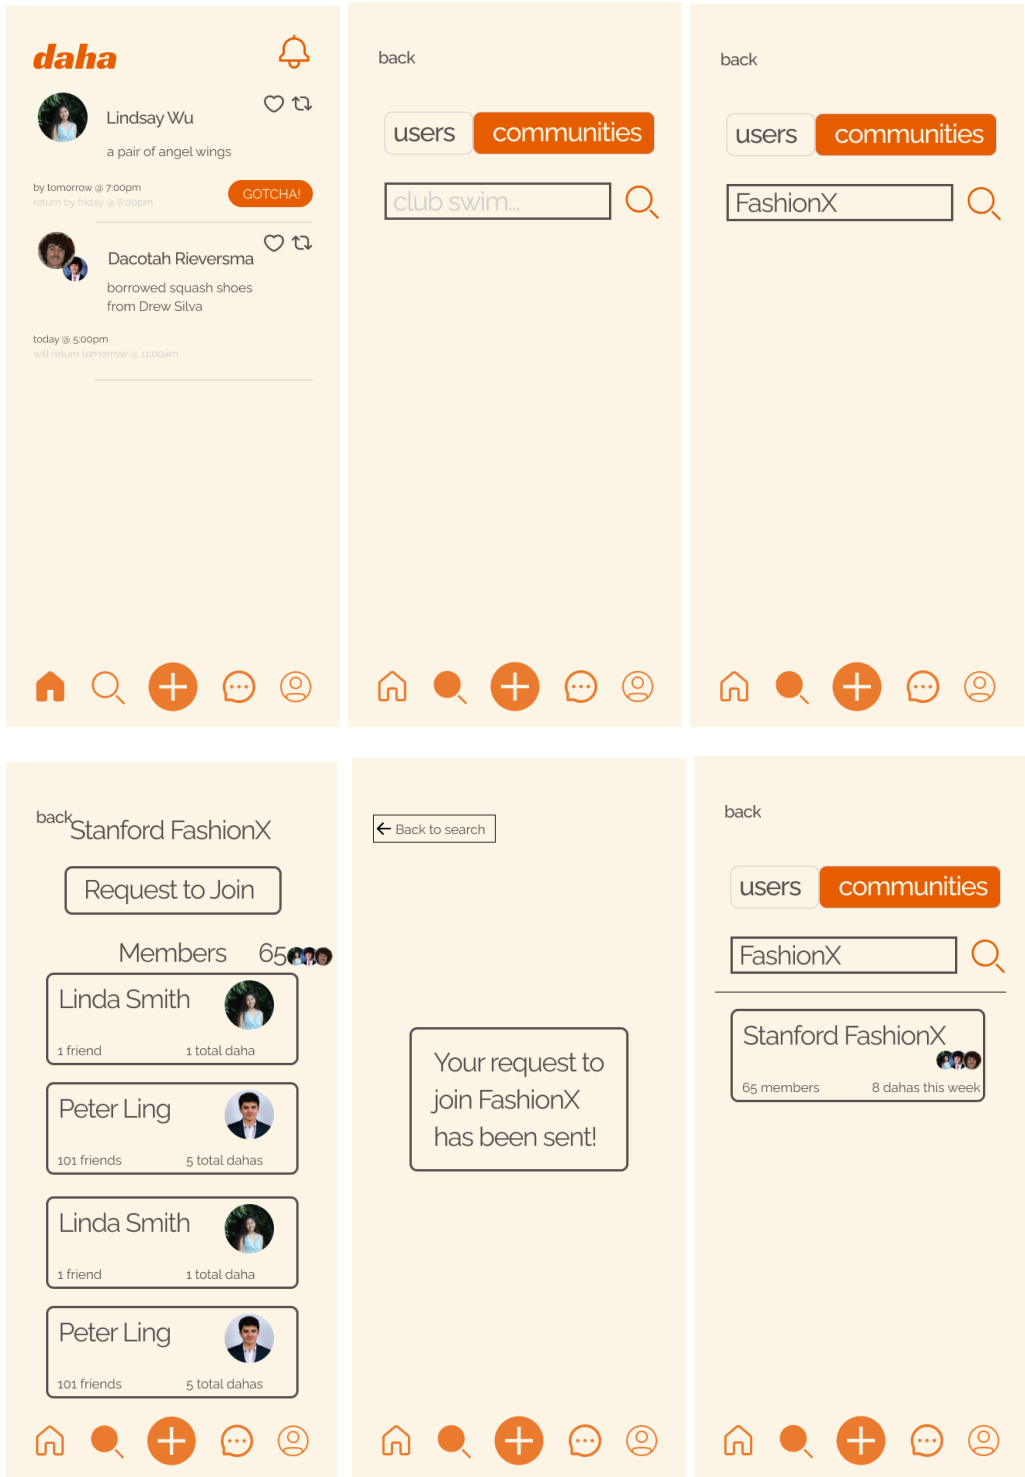 daha
Lindsay Wu
a pair of angel wings
by tomorrow @ 7:00pm
return by friday @ 6:00pm
GOTCHA!
Dacotah Rieversma
borrowed squash shoes
from Drew Silva
today @ 5:00pm
will return tomorrow @ 11:00am
back
users
communities
club swim...
back
users
communities
FashionX
back
Stanford FashionX
Request to Join
Members 65
Linda Smith
1 friend
1 total daha
Peter Ling
101 friends
5 total dahas
Linda Smith
1 friend
1 total daha
Peter Ling
101 friends
5 total dahas
Back to search
Your request to
join FashionX
has been sent!
back
users
communities
FashionX
Stanford FashionX
65 members
8 dahas this week